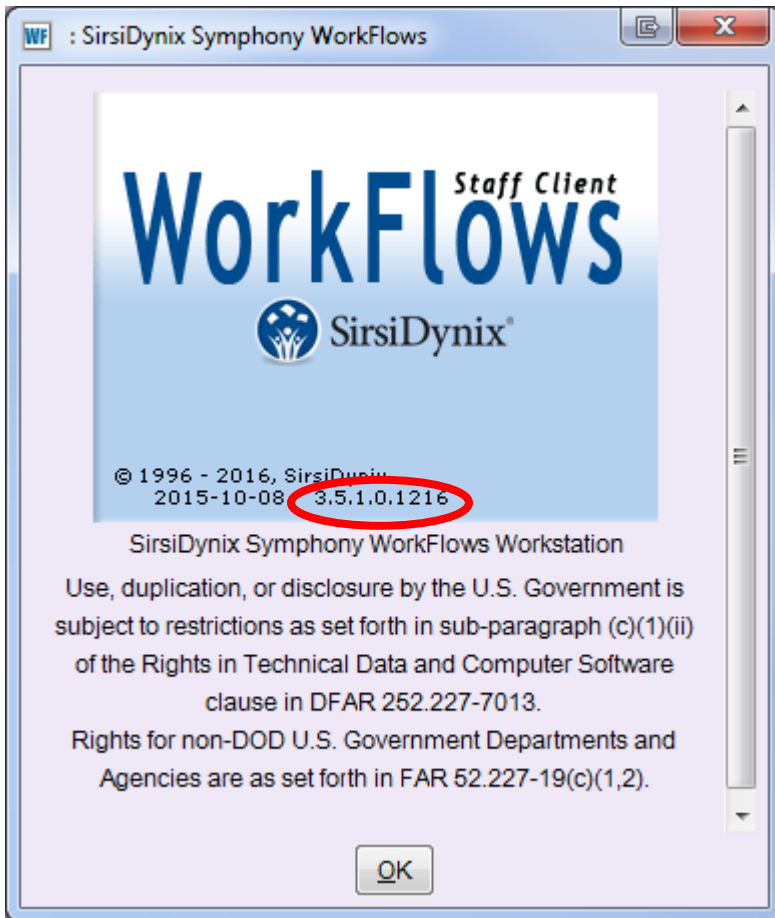 WF : SirsiDynix Symphony WorkFlows
Staff Client
WorkFlows
SirsiDynix®
© 1996 - 2016,
2015-10-08 3.5.1.0.1216
SirsiDynix Symphony WorkFlows Workstation
Use, duplication, or disclosure by the U.S. Government is
subject to restrictions as set forth in sub-paragraph (c)(1)(ii)
of the Rights in Technical Data and Computer Software
clause in DFAR 252.227-7013.
Rights for non-DOD U.S. Government Departments and
Agencies are as set forth in FAR 52.227-19(c)(1,2).
OK